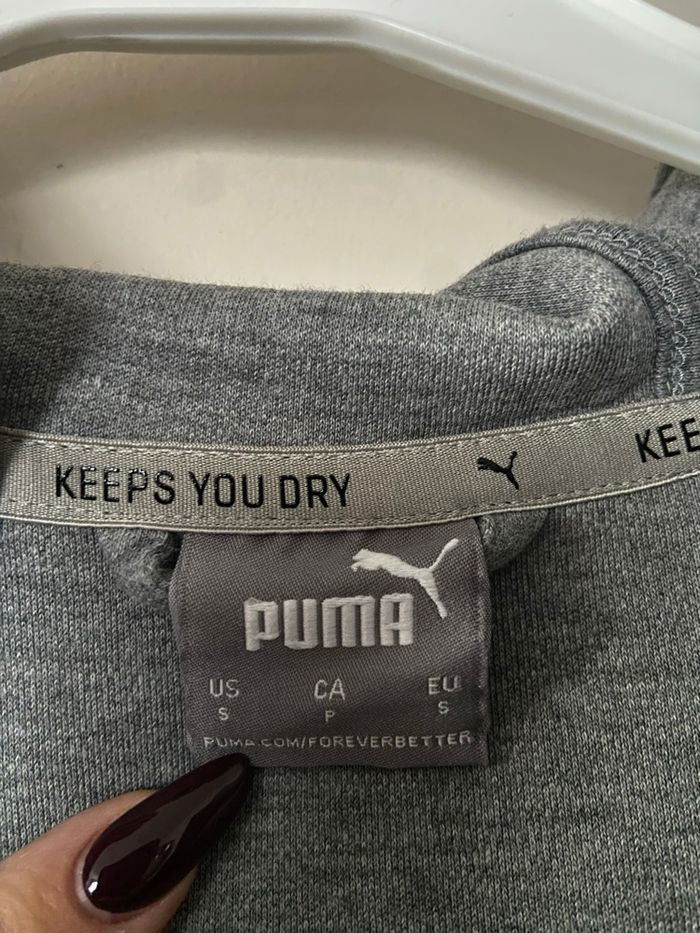 KEEPS YOU DRY
KEE
PUMA
US CA EU
S P S
PUMA.COM/FOREVERBETTER